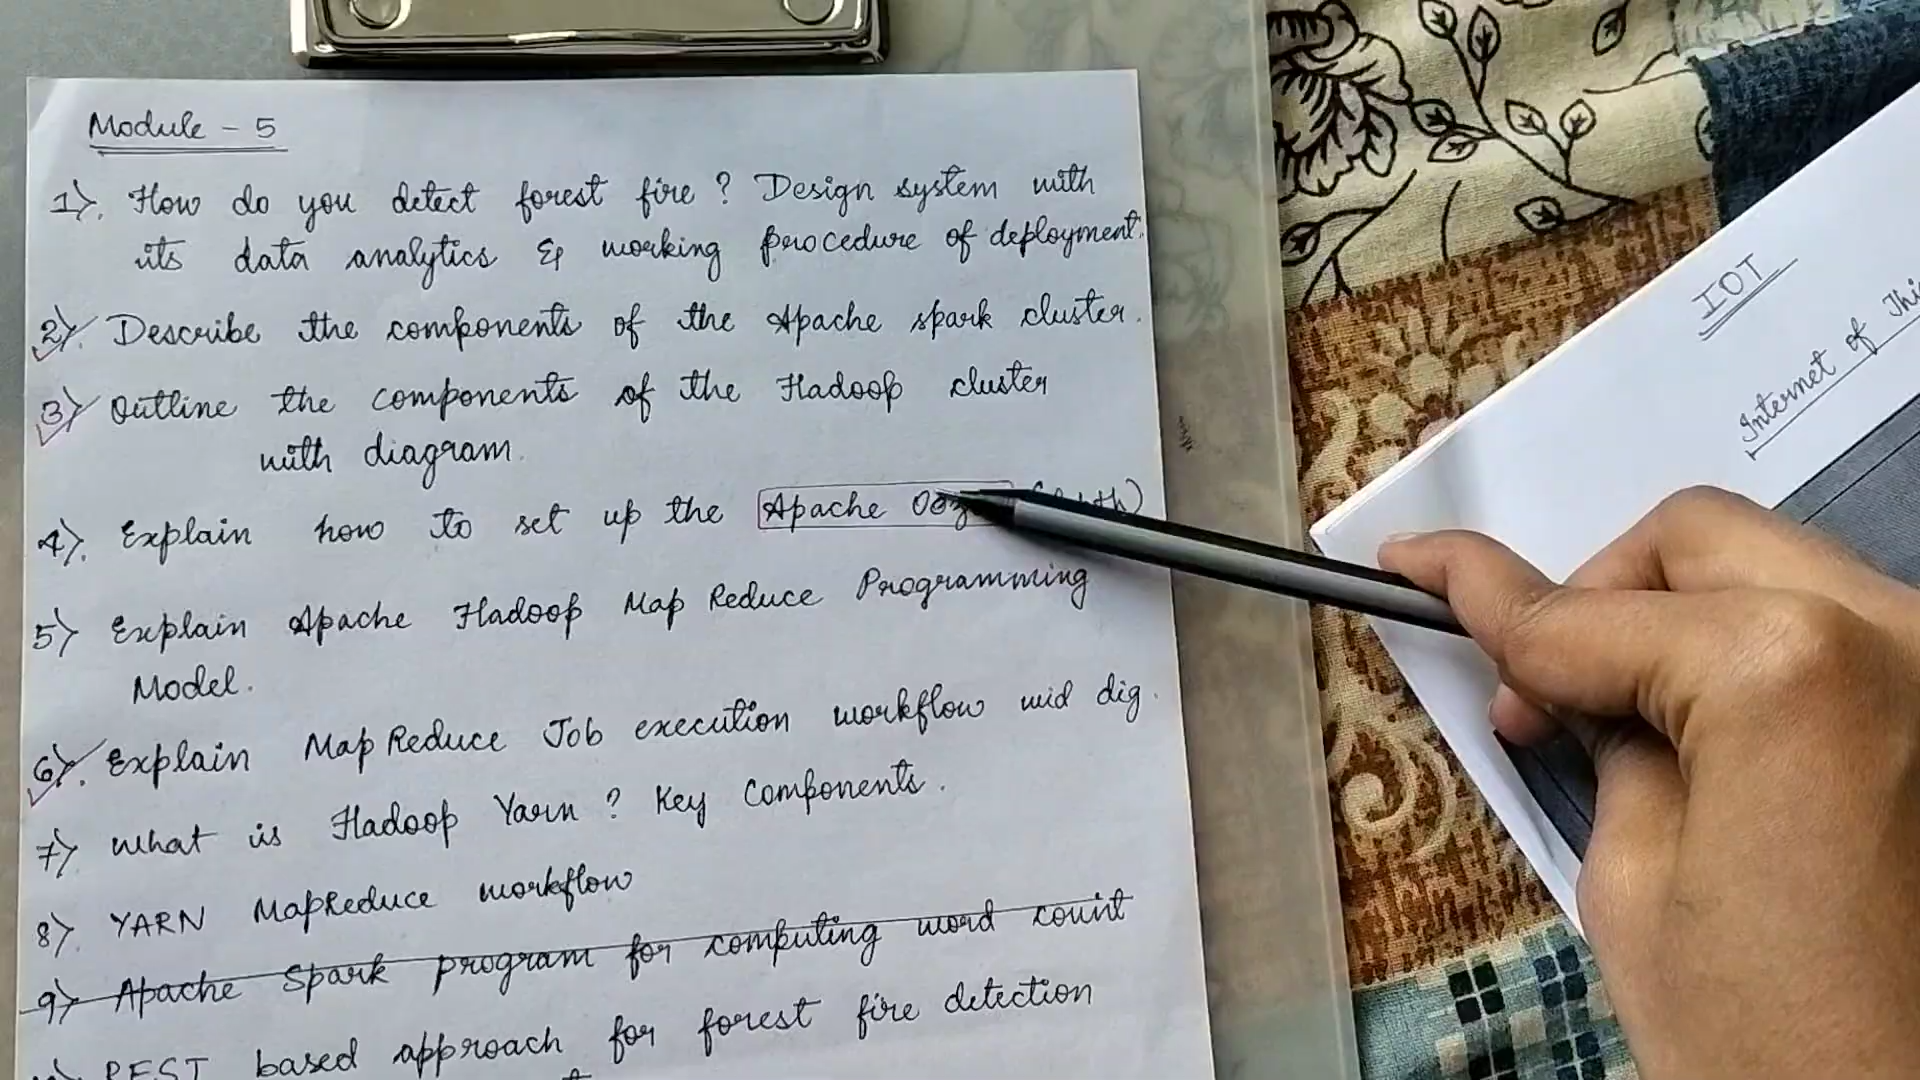 Module - 5
1). How do you detect forest fire? Design system with
its data analytics & working procedure of deployment.
2). Describe the components of the Apache spark cluster.
3) Outline the components of the Hadoop cluster
with diagram.
4). Explain how to set up the Apache
5) Explain Apache Hadoop Map Reduce Programming
Model.
6). Explain MapReduce Job execution workflow wid dig.
7) What is Hadoop Yarn? Key Components.
8). YARN MapReduce workflow
9) Apache Spark program for computing word count
REST based approach for forest fire detection
IOT
Internet of